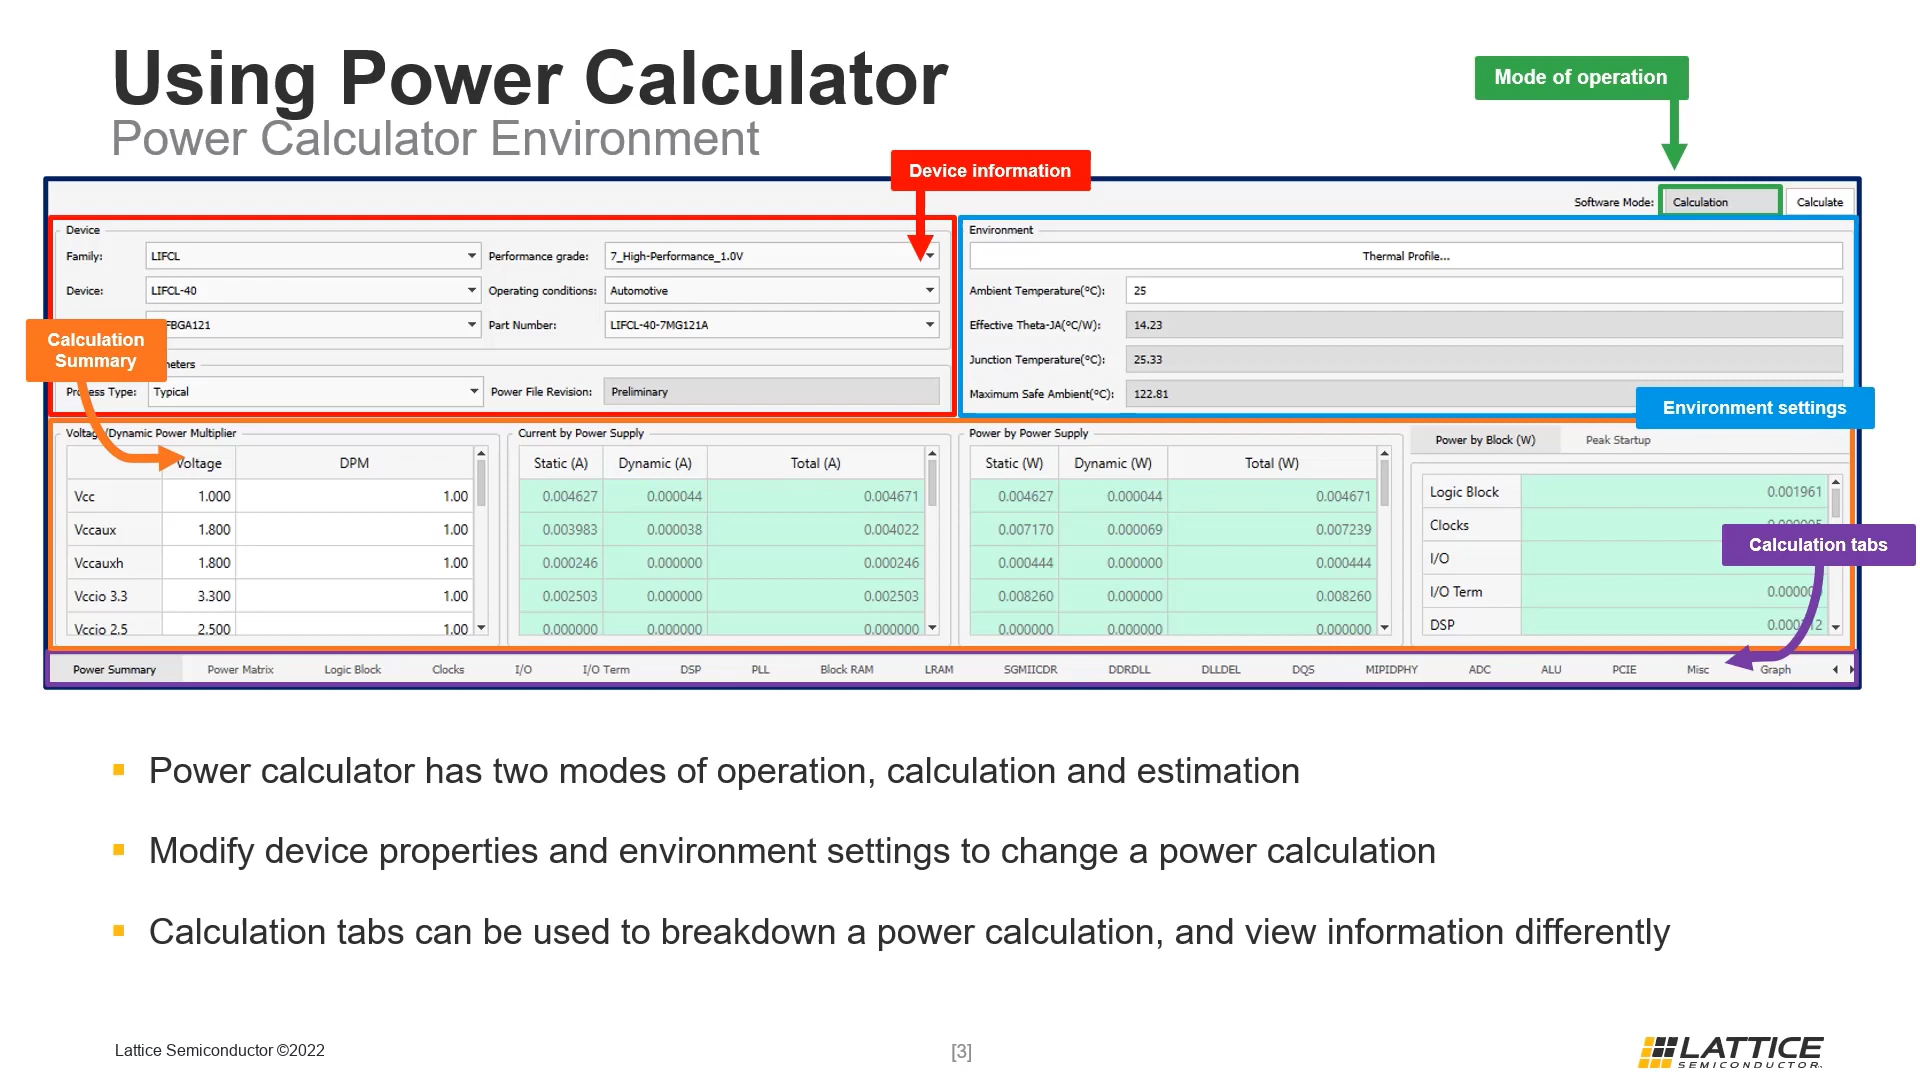 Using Power Calculator
Power Calculator Environment
Mode of operation
Device information
Software Mode: Calculation Calculate
Device
Family: LIFCL Performance grade: 7_High-Performance_1.0V
Device: LIFCL-40 Operating conditions: Automotive
FBGA121 Part Number: LIFCL-40-7MG121A
Process Type: Typical Power File Revision: Preliminary
Calculation
Summary
Environment
Thermal Profile...
Ambient Temperature(°C): 25
Effective Theta-JA(°C/W): 14.23
Junction Temperature(°C): 25.33
Maximum Safe Ambient(°C): 122.81
Environment settings
Voltage/Dynamic Power Multiplier
Voltage DPM
Vcc 1.000 1.00
Vccaux 1.800 1.00
Vccauxh 1.800 1.00
Vccio 3.3 3.300 1.00
Vccio 2.5 2.500 1.00
Current by Power Supply
Static (A) Dynamic (A) Total (A)
0.004627 0.000044 0.004671
0.003983 0.000038 0.004022
0.000246 0.000000 0.000246
0.002503 0.000000 0.002503
0.000000 0.000000 0.000000
Power by Power Supply
Static (W) Dynamic (W) Total (W)
0.004627 0.000044 0.004671
0.007170 0.000069 0.007239
0.000444 0.000000 0.000444
0.008260 0.000000 0.008260
0.000000 0.000000 0.000000
Power by Block (W) Peak Startup
Logic Block 0.001961
Clocks
I/O
I/O Term
DSP
Calculation tabs
Power Summary Power Matrix Logic Block Clocks I/O I/O Term DSP PLL Block RAM LRAM SGMIICDR DDRDLL DLLDEL DQS MIPIDPHY ADC ALU PCIE Misc Graph
Power calculator has two modes of operation, calculation and estimation
Modify device properties and environment settings to change a power calculation
Calculation tabs can be used to breakdown a power calculation, and view information differently
Lattice Semiconductor ©2022
[3]
LATTICE
SEMICONDUCTOR